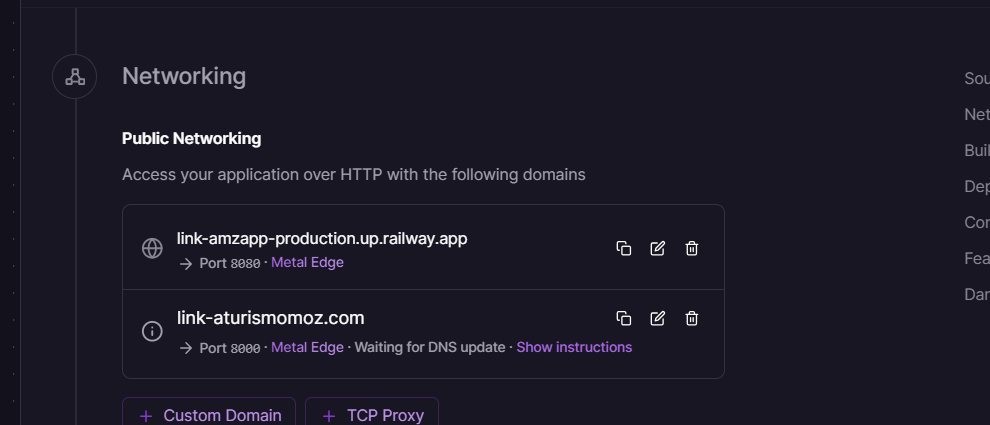 Networking
Public Networking
Access your application over HTTP with the following domains
link-amzapp-production.up.railway.app
→ Port 8080 · Metal Edge
link-aturismomoz.com
→ Port 8000 · Metal Edge · Waiting for DNS update · Show instructions
+ Custom Domain
+ TCP Proxy
Sou
Net
Buil
Dep
Cor
Fea
Dar